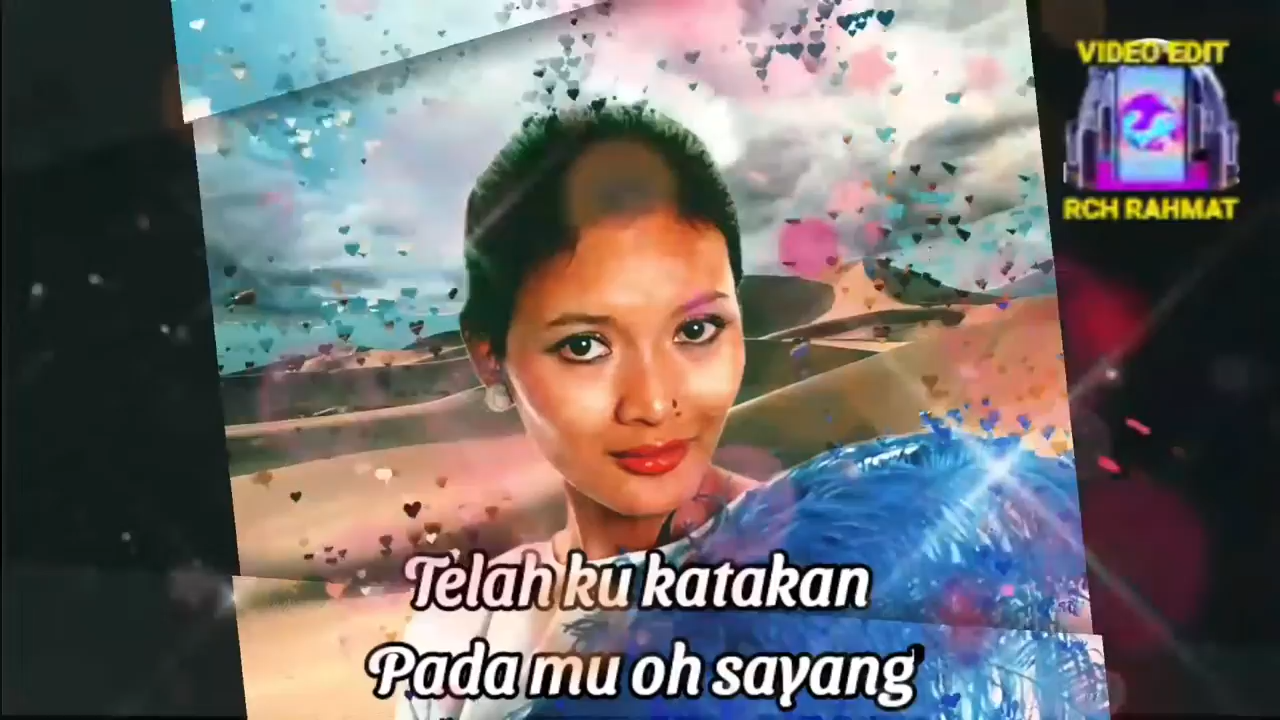 VIDEO EDIT
RCH RAHMAT
Telah ku katakan
Pada mu oh sayang